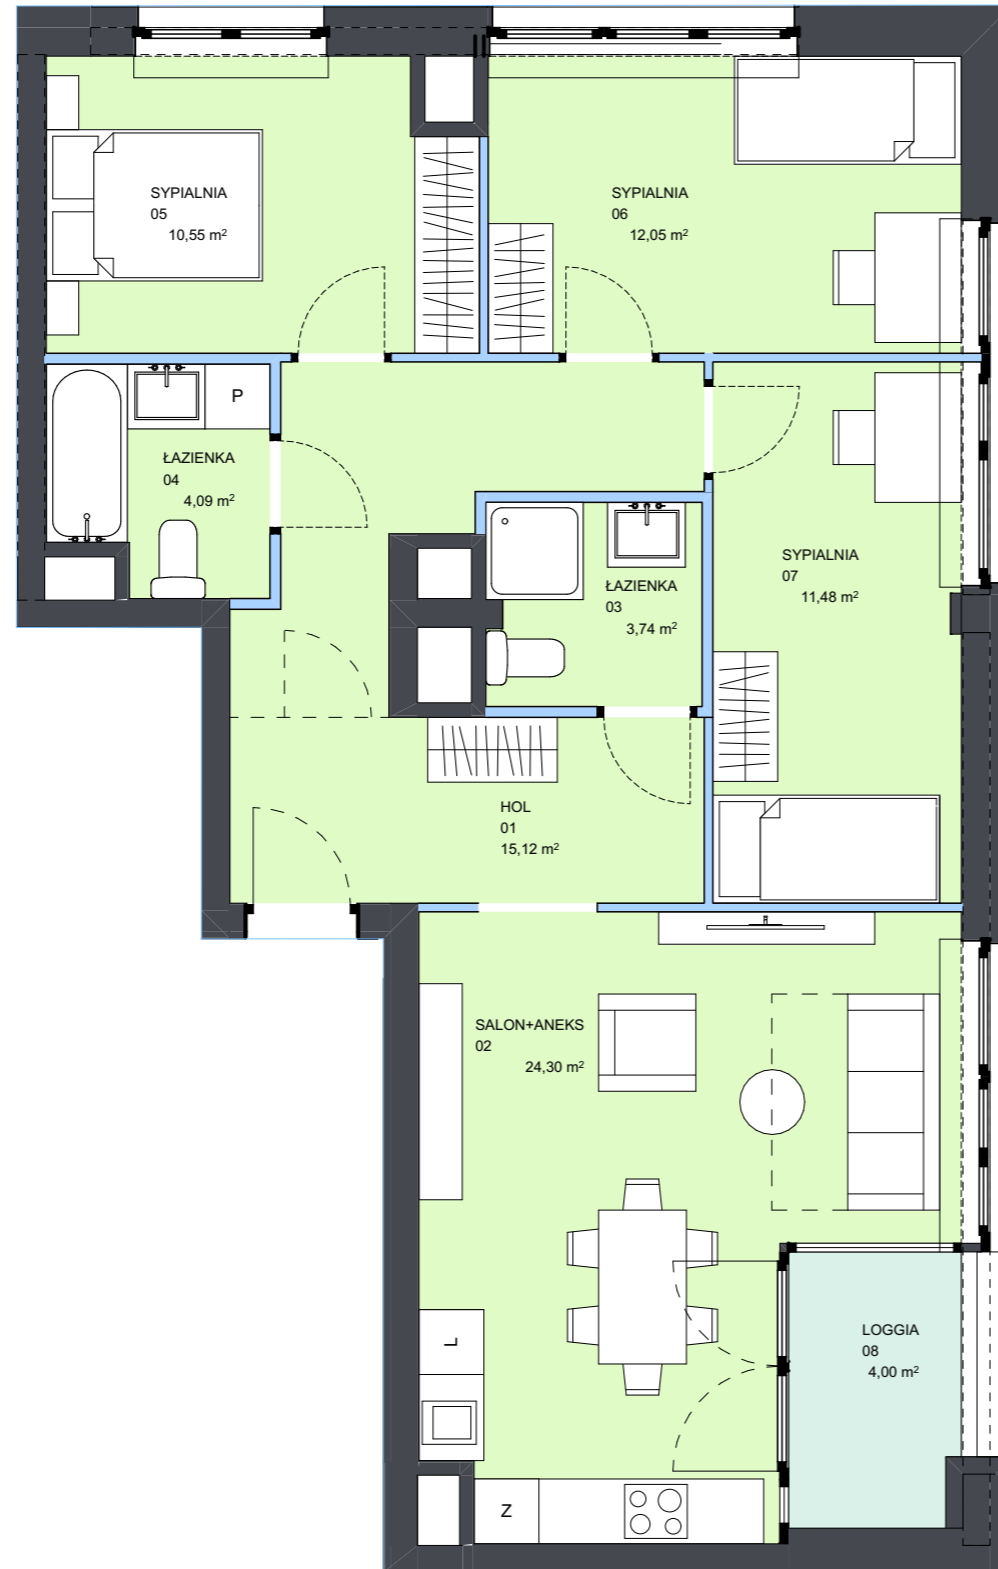 SYPIALNIA
05
10,55 m²
SYPIALNIA
06
12,05 m²
P
ŁAZIENKA
04
4,09 m²
SYPIALNIA
07
11,48 m²
ŁAZIENKA
03
3,74 m²
HOL
01
15,12 m²
SALON+ANEKS
02
24,30 m²
L
LOGGIA
08
4,00 m²
Z